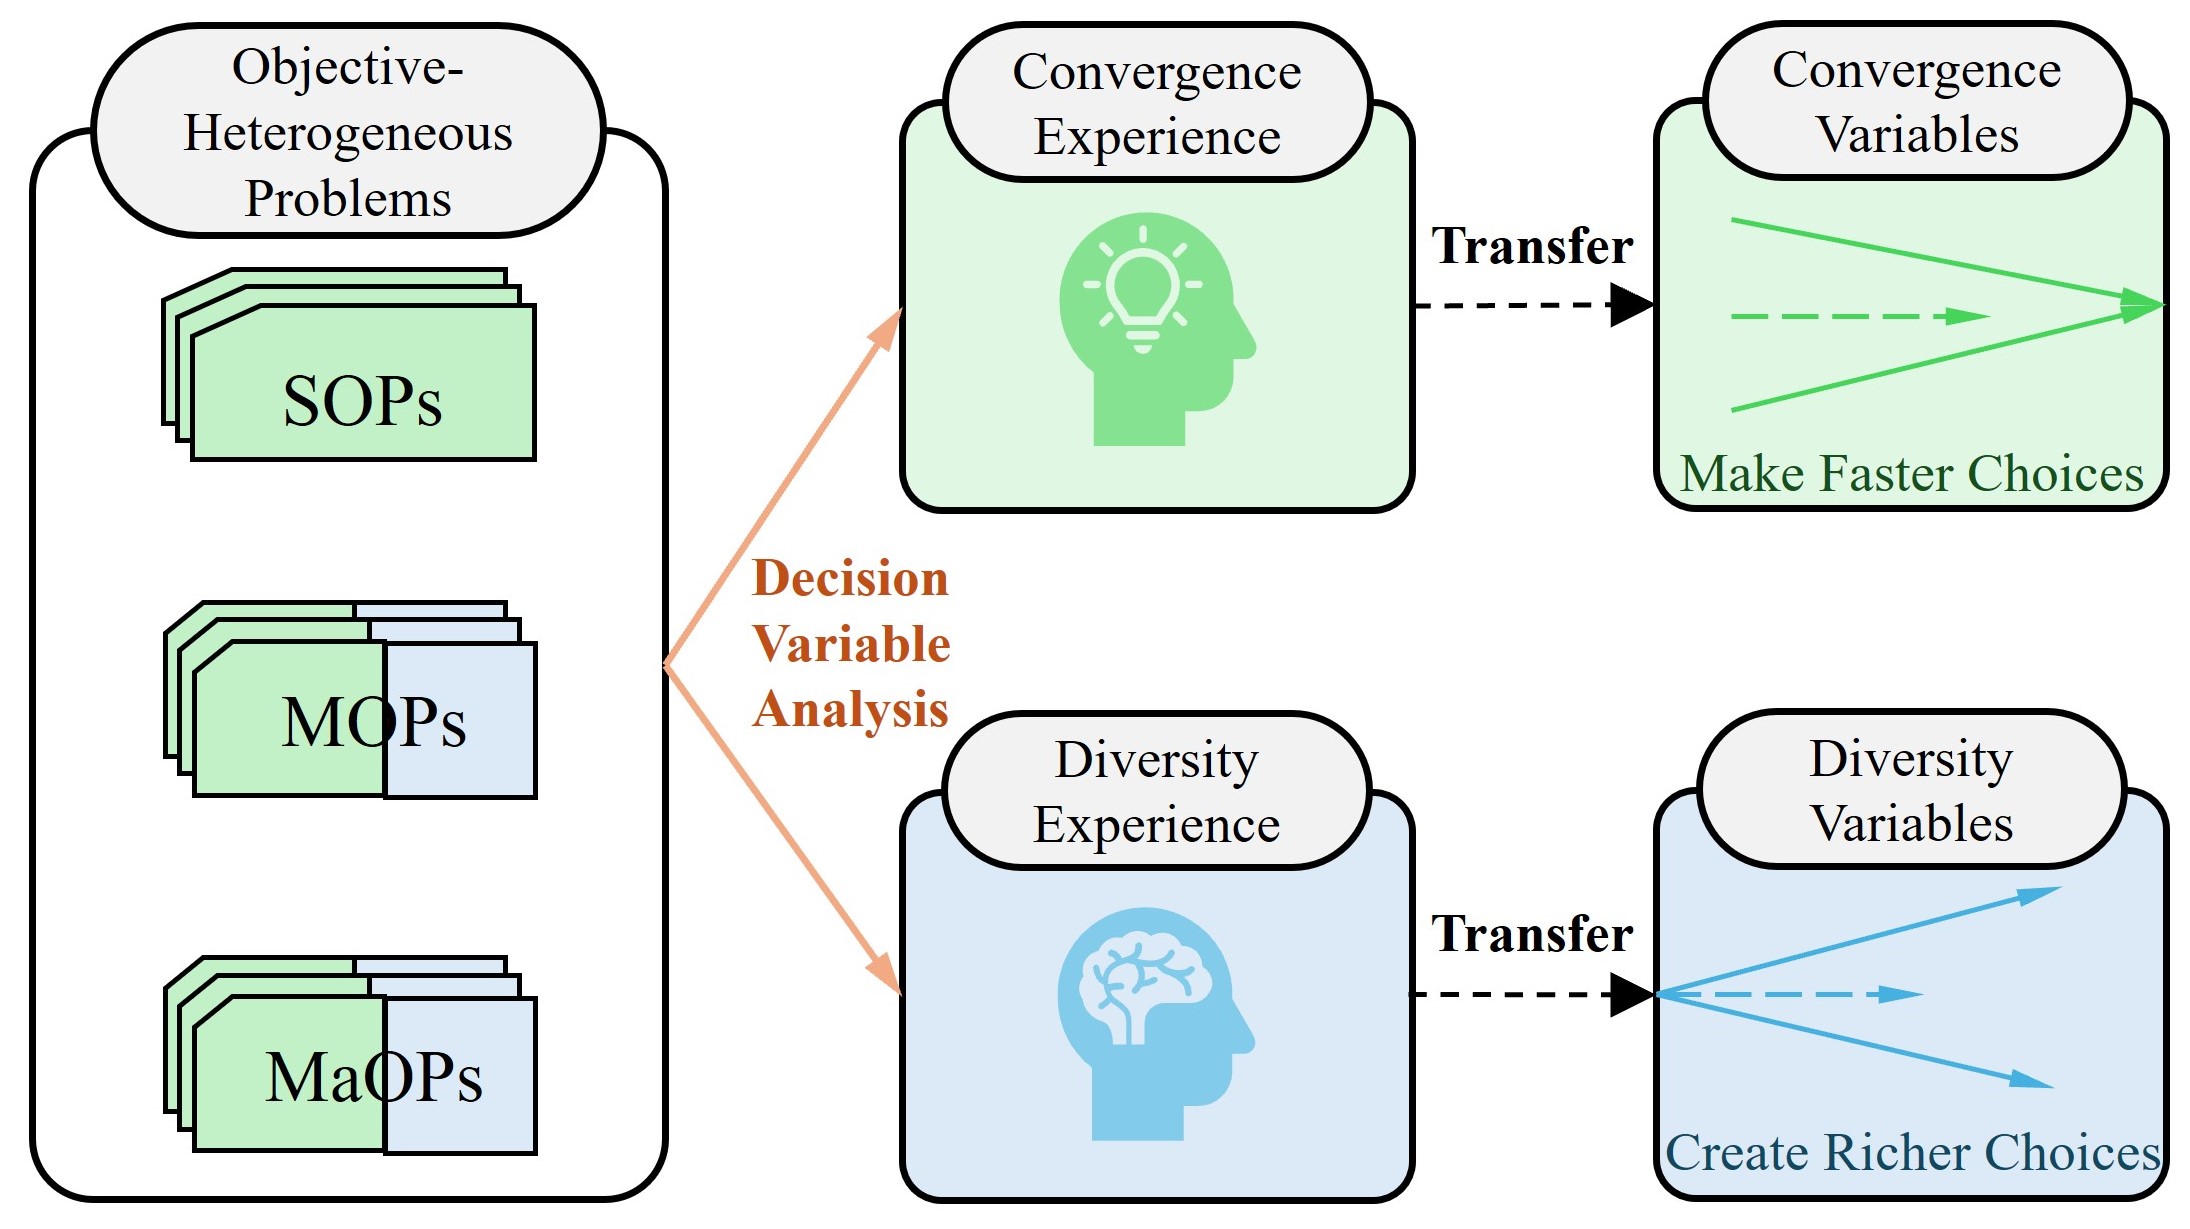 Objective-
Heterogeneous
Problems
SOPs
MOPs
MaOPs
Decision
Variable
Analysis
Convergence
Experience
Transfer
Convergence
Variables
Make Faster Choices
Diversity
Experience
Transfer
Diversity
Variables
Create Richer Choices